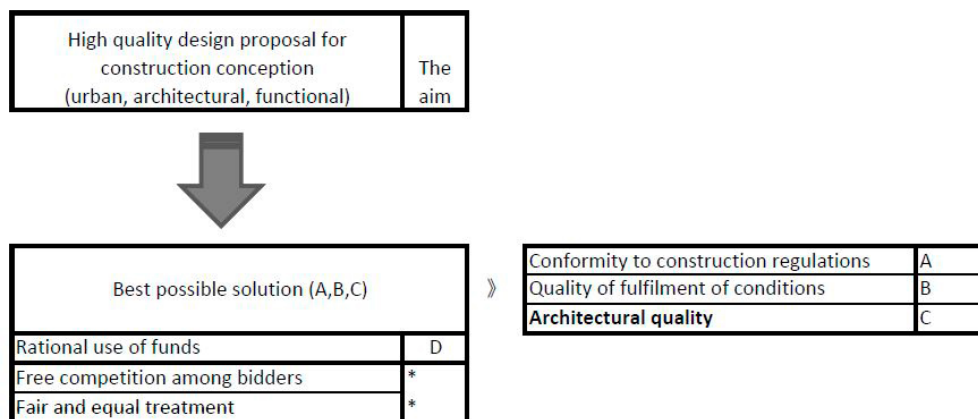 High quality design proposal for
construction conception
(urban, architectural, functional)
The
aim
Best possible solution (A,B,C)
》
Conformity to construction regulations A
Quality of fulfilment of conditions B
Architectural quality C
Rational use of funds D
Free competition among bidders *
Fair and equal treatment *